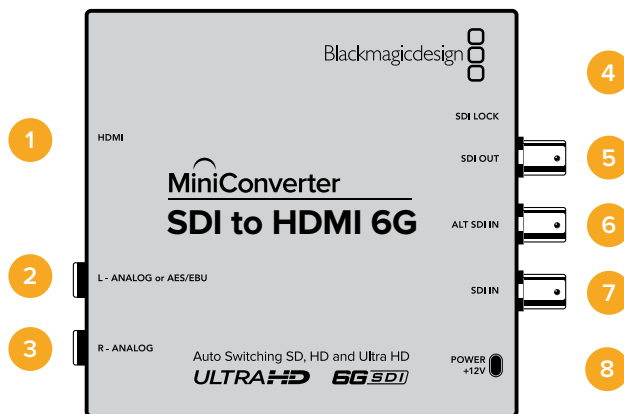 Blackmagicdesign
4
SDI LOCK
1
HDMI
SDI OUT
5
MiniConverter
SDI to HDMI 6G
ALT SDI IN
6
2
L - ANALOG or AES/EBU
SDI IN
7
3
R - ANALOG
Auto Switching SD, HD and Ultra HD
POWER
+12V
8
ULTRAHD 6G SDI